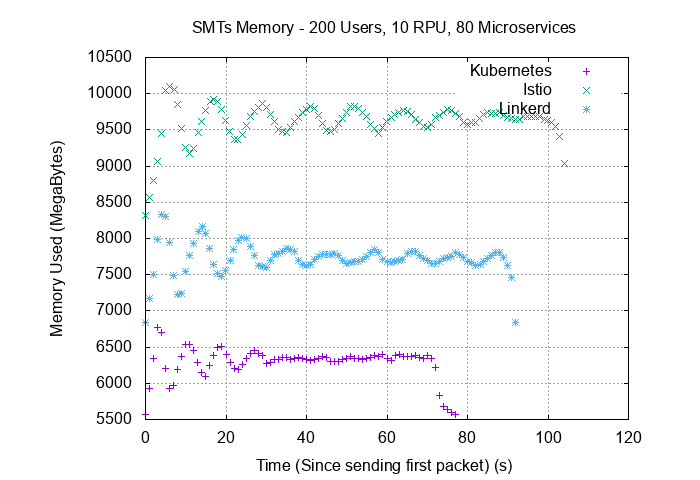 SMTs Memory - 200 Users, 10 RPU, 80 Microservices
10500
10000
9500
9000
8500
8000
7500
7000
6500
6000
5500
Memory Used (MegaBytes)
Kubernetes
Istio
Linkerd
0 20 40 60 80 100 120
Time (Since sending first packet) (s)